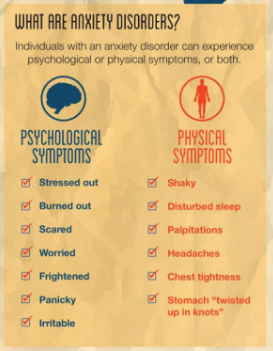 WHAT ARE ANXIETY DISORDERS?
Individuals with an anxiety disorder can experience
psychological or physical symptoms, or both.
PSYCHOLOGICAL
SYMPTOMS
Stressed out
Burned out
Scared
Worried
Frightened
Panicky
Irritable
PHYSICAL
SYMPTOMS
Shaky
Disturbed sleep
Palpitations
Headaches
Chest tightness
Stomach “twisted
up in knots”